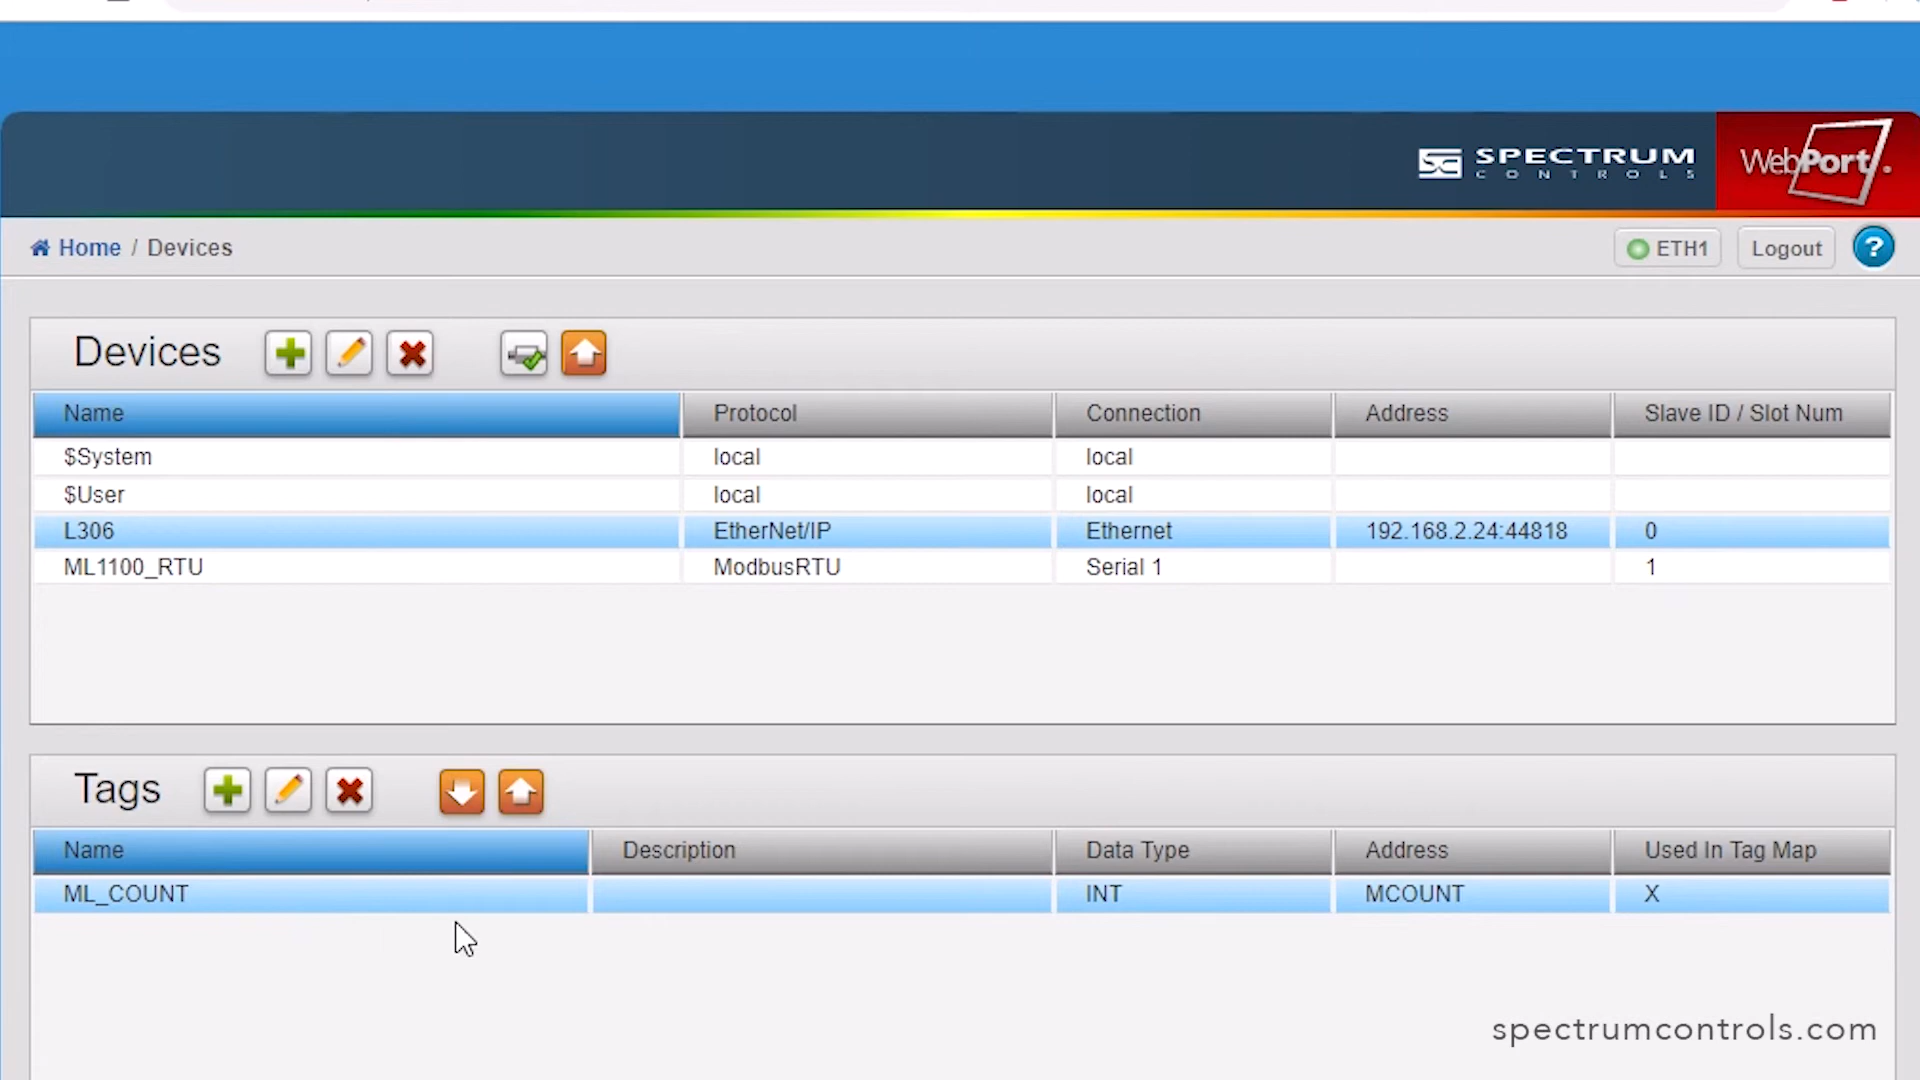 SPECTRUM
CONTROLS
WebPort.
Home / Devices
ETH1
Logout
?
Devices
Name Protocol Connection Address Slave ID / Slot Num
$System local local
$User local local
L306 EtherNet/IP Ethernet 192.168.2.24:44818 0
ML1100_RTU ModbusRTU Serial 1 1
Tags
Name Description Data Type Address Used In Tag Map
ML_COUNT INT MCOUNT X
spectrumcontrols.com